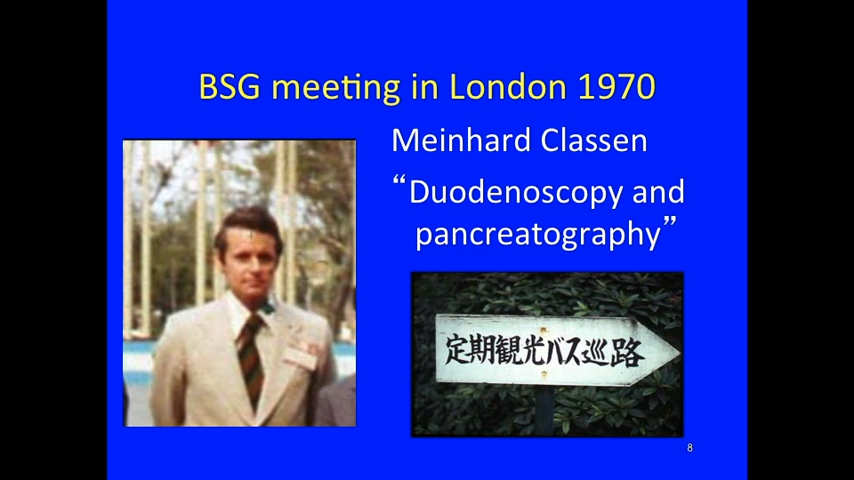 BSG meeting in London 1970
Meinhard Classen
“Duodenoscopy and
pancreatography”
定期観光バス巡路
8